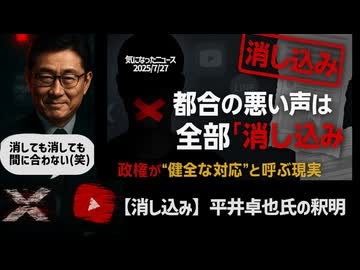 気になったニュース
2025/7/27
消し込み
都合の悪い声は
全部「消し込み
政権が“健全な対応”と呼ぶ現実
消しても消しても
間に合わない(笑)
【消し込み】平井卓也氏の釈明